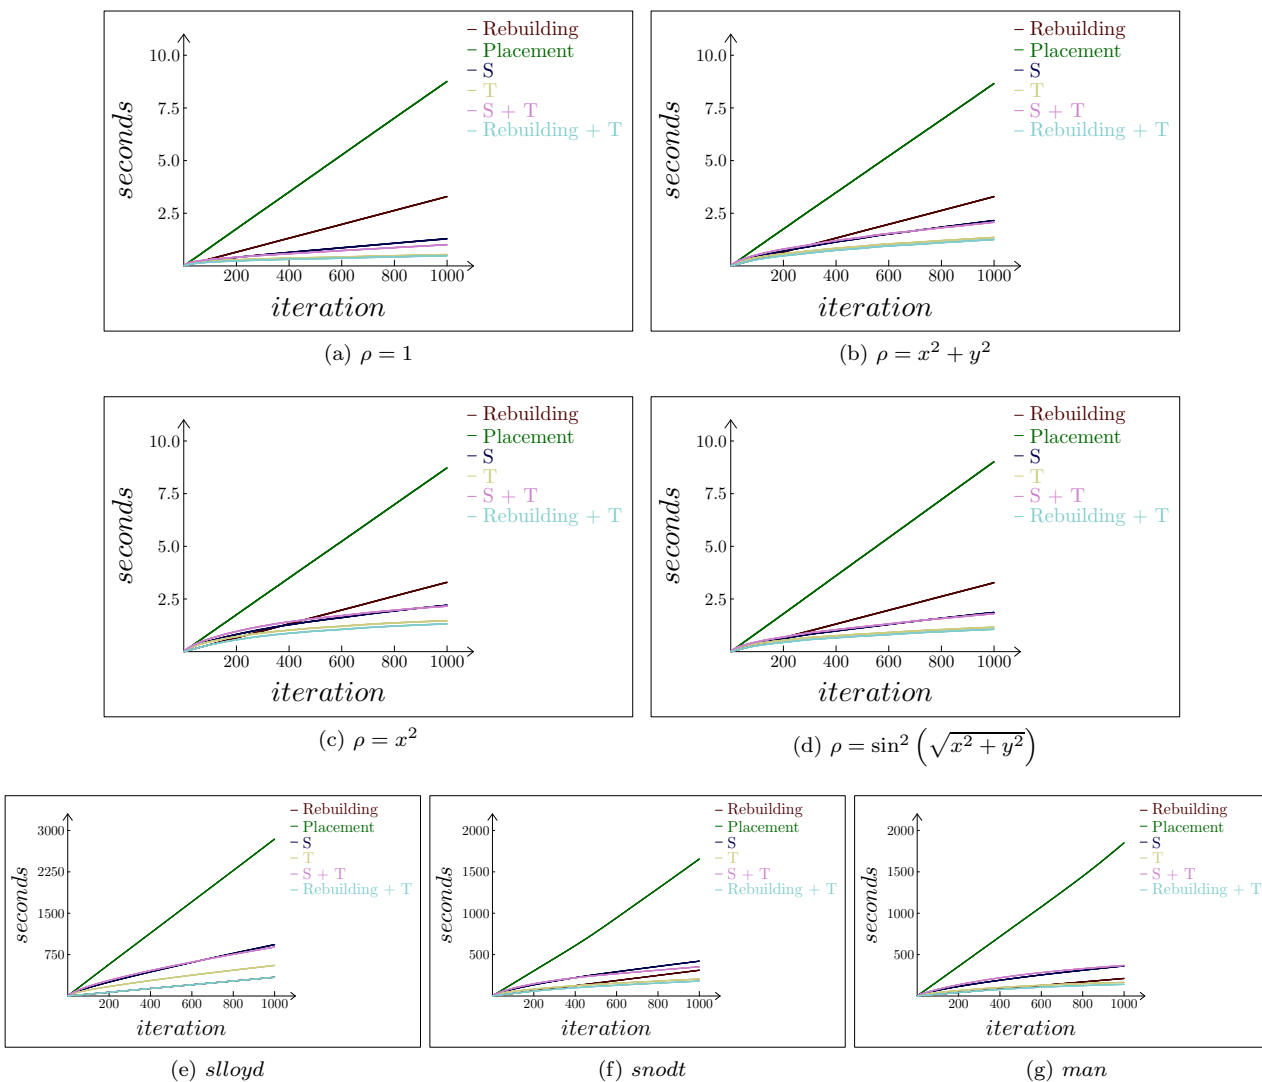 Rebuilding
Placement
S
T
S + T
Rebuilding + T
10.0
7.5
5.0
2.5
200 400 600 800 1000
seconds
iteration
(a) ρ = 1
Rebuilding
Placement
S
T
S + T
Rebuilding + T
10.0
7.5
5.0
2.5
200 400 600 800 1000
seconds
iteration
(b) ρ = x² + y²
Rebuilding
Placement
S
T
S + T
Rebuilding + T
10.0
7.5
5.0
2.5
200 400 600 800 1000
seconds
iteration
(c) ρ = x²
Rebuilding
Placement
S
T
S + T
Rebuilding + T
10.0
7.5
5.0
2.5
200 400 600 800 1000
seconds
iteration
(d) ρ = sin² (√x² + y²)
Rebuilding
Placement
S
T
S + T
Rebuilding + T
3000
2250
1500
750
200 400 600 800 1000
seconds
iteration
(e) slloyd
Rebuilding
Placement
S
T
S + T
Rebuilding + T
2000
1500
1000
500
200 400 600 800 1000
seconds
iteration
(f) snodt
Rebuilding
Placement
S
T
S + T
Rebuilding + T
2000
1500
1000
500
200 400 600 800 1000
seconds
iteration
(g) man